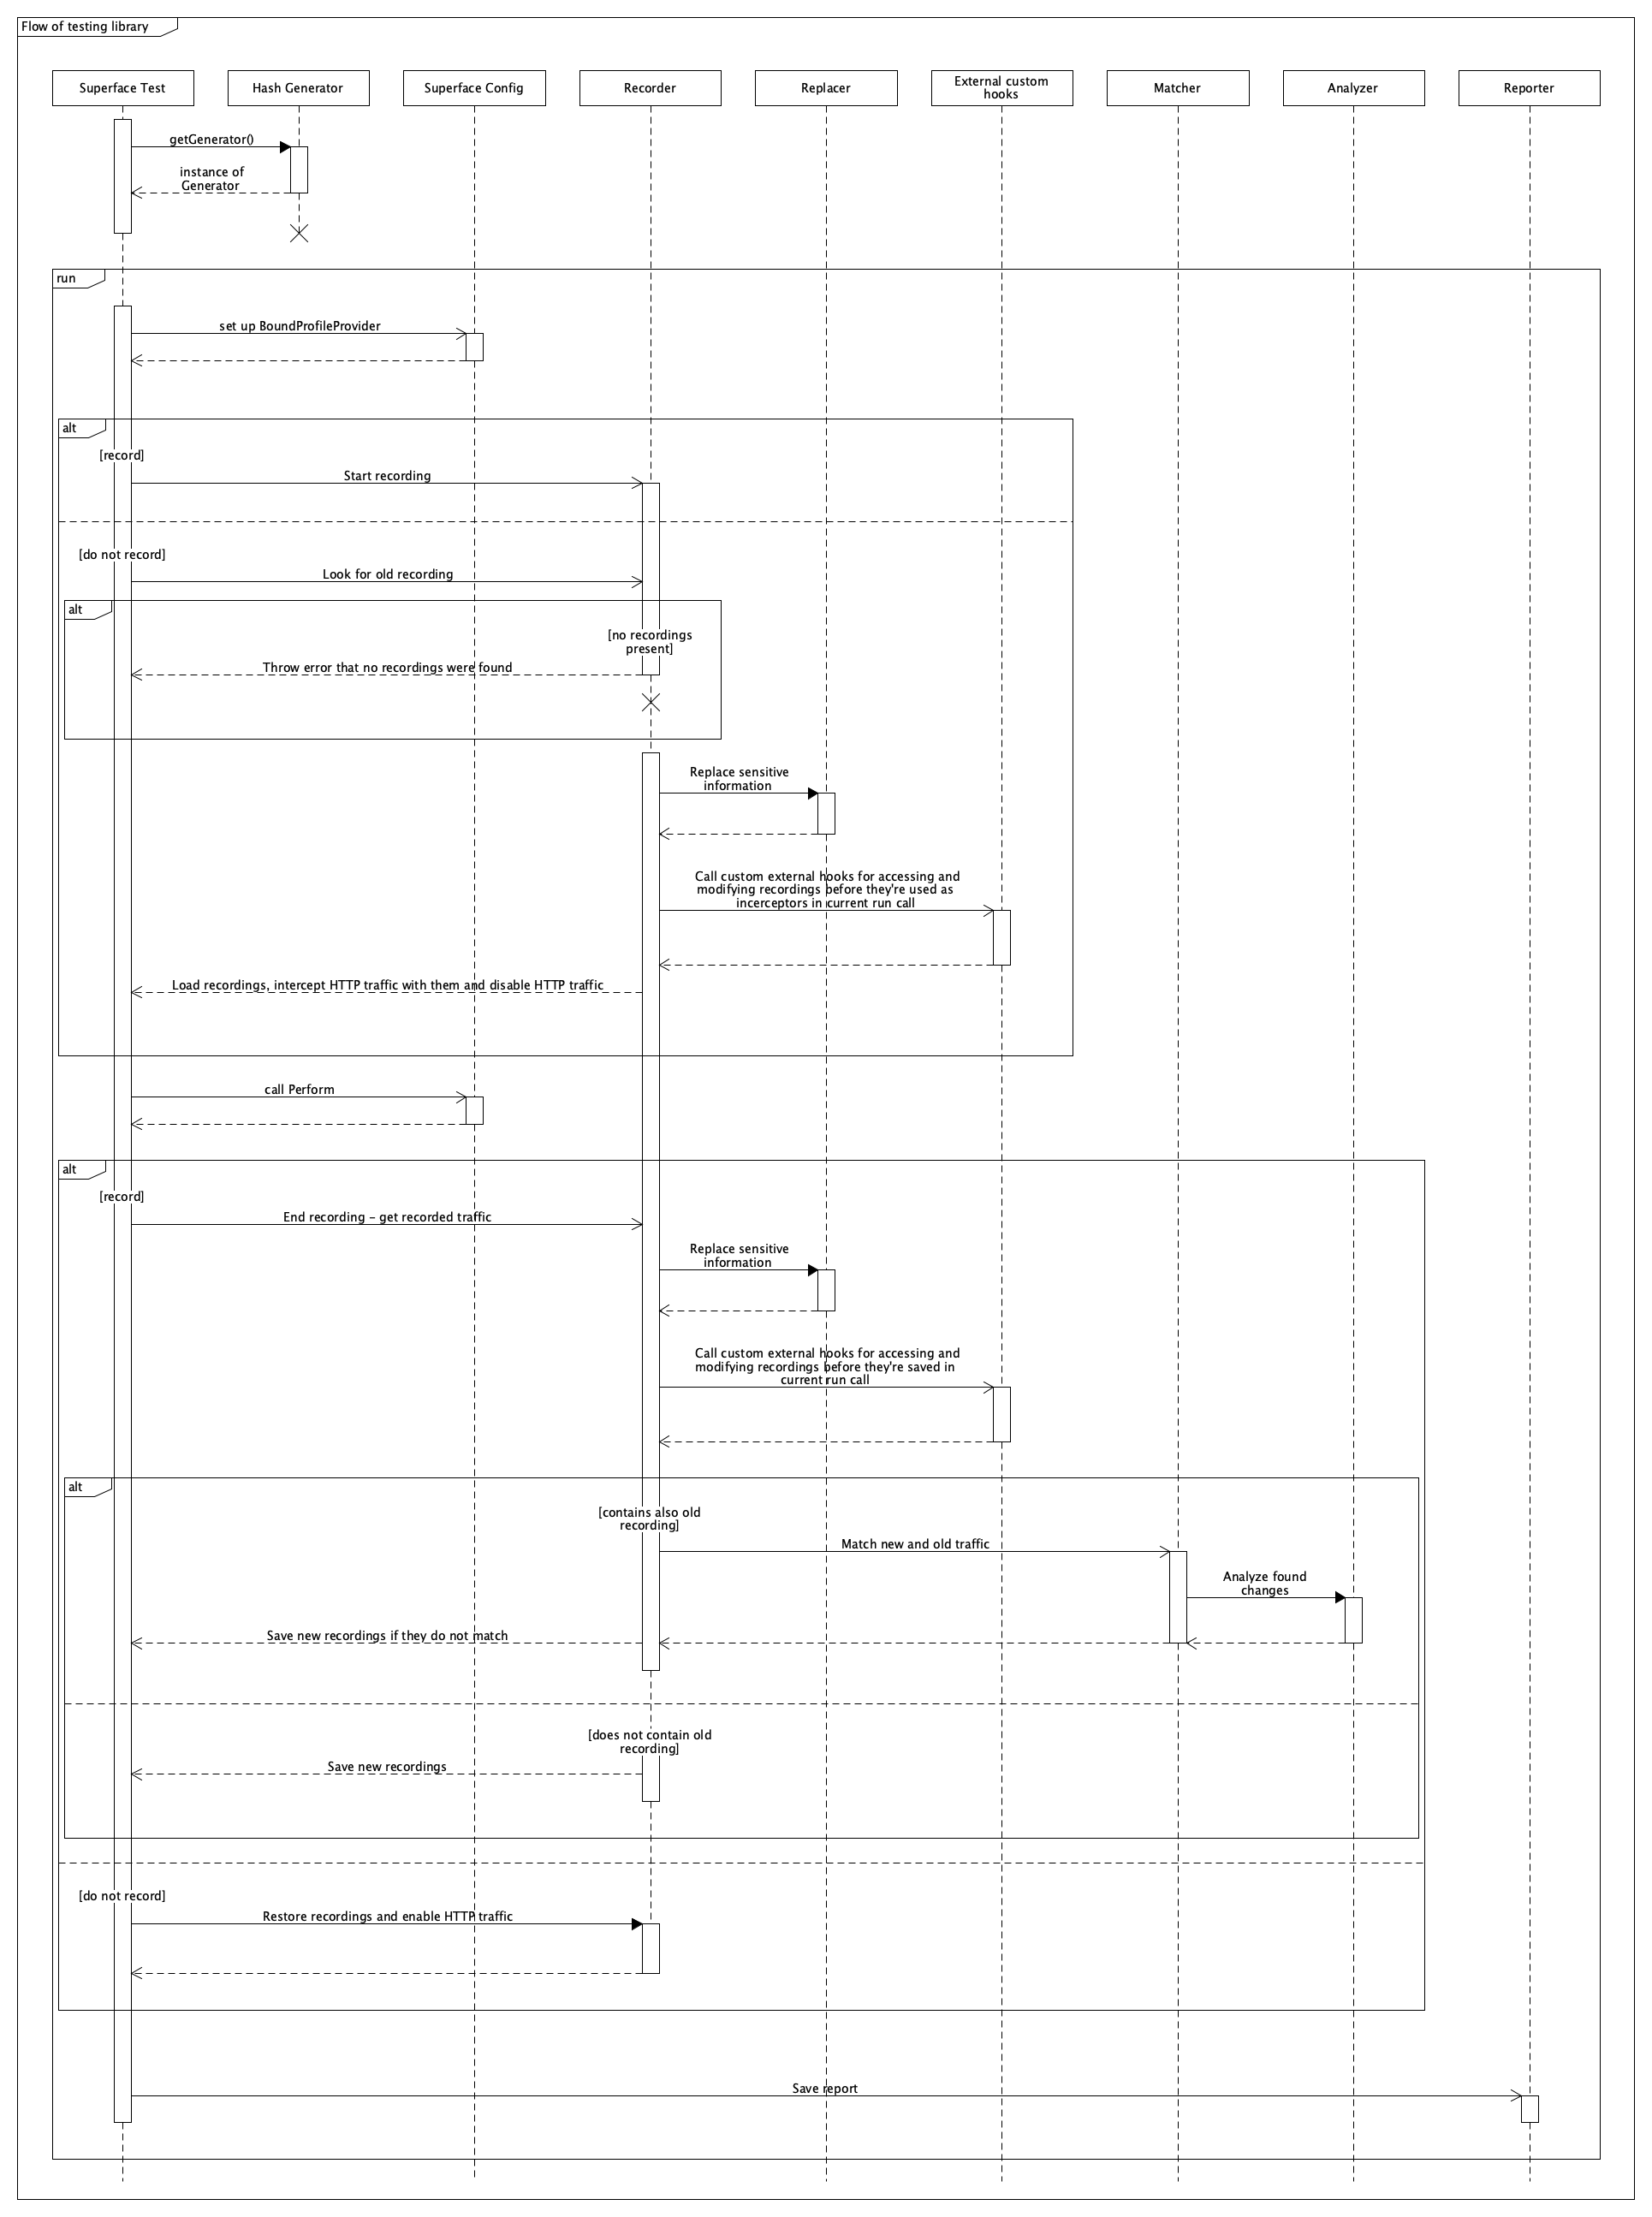 Flow of testing library
Superface Test
Hash Generator
Superface Config
Recorder
Replacer
External custom
hooks
Matcher
Analyzer
Reporter
getGenerator()
instance of
Generator
run
set up BoundProfileProvider
alt
[record]
Start recording
[do not record]
Look for old recording
alt
[no recordings
present]
Throw error that no recordings were found
Replace sensitive
information
Call custom external hooks for accessing and
modifying recordings before they're used as
incerceptors in current run call
Load recordings, intercept HTTP traffic with them and disable HTTP traffic
call Perform
alt
[record]
End recording - get recorded traffic
Replace sensitive
information
Call custom external hooks for accessing and
modifying recordings before they're saved in
current run call
alt
[contains also old
recording]
Match new and old traffic
Analyze found
changes
Save new recordings if they do not match
[does not contain old
recording]
Save new recordings
[do not record]
Restore recordings and enable HTTP traffic
Save report